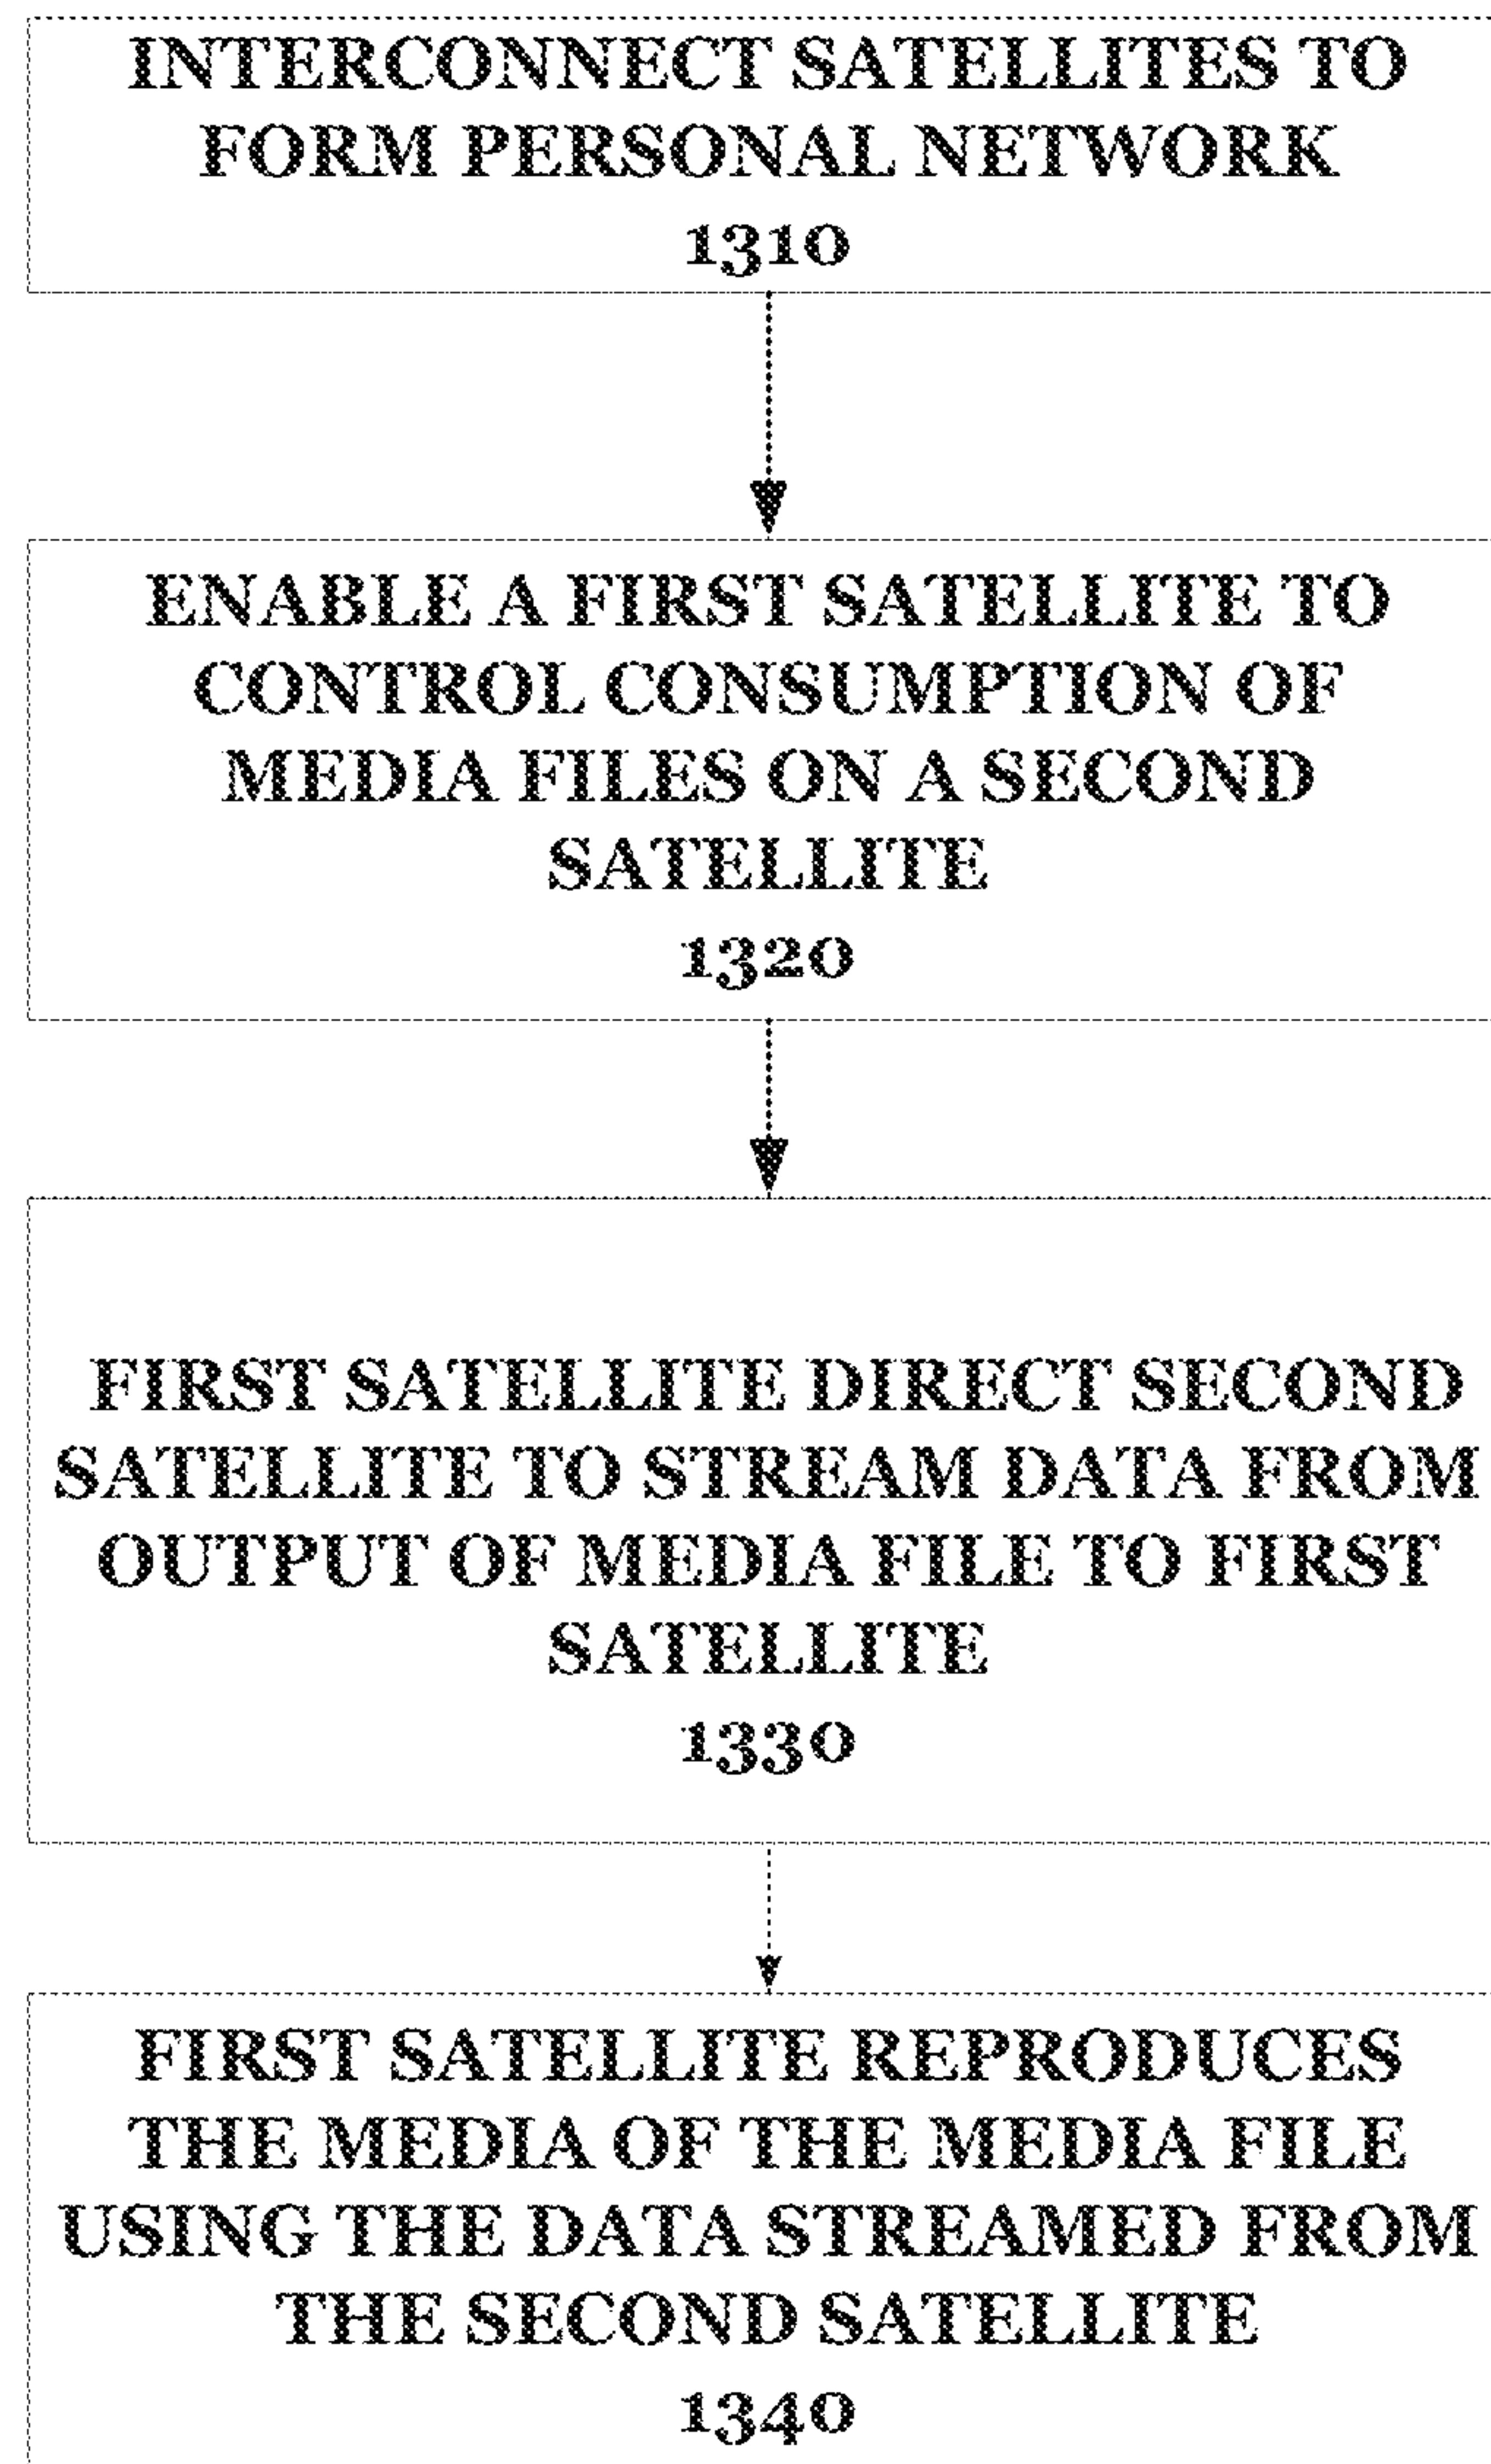 INTERCONNECT SATELLITES TO
FORM PERSONAL NETWORK
1310
ENABLE A FIRST SATELLITE TO
CONTROL CONSUMPTION OF
MEDIA FILES ON A SECOND
SATELLITE
1320
FIRST SATELLITE DIRECT SECOND
SATELLITE TO STREAM DATA FROM
OUTPUT OF MEDIA FILE TO FIRST
SATELLITE
1330
FIRST SATELLITE REPRODUCES
THE MEDIA OF THE MEDIA FILE
USING THE DATA STREAMED FROM
THE SECOND SATELLITE
1340